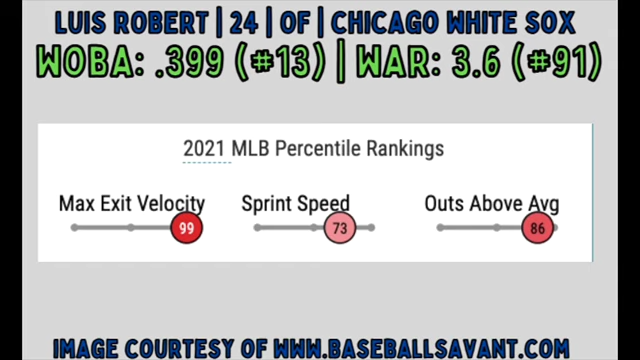 LUIS ROBERT | 24 | OF | CHICAGO WHITE SOX
WOBA: .399 (#13) | WAR: 3.6 (#91)
2021 MLB Percentile Rankings
Max Exit Velocity Sprint Speed Outs Above Avg
99 73 86
IMAGE COURTESY OF WWW.BASEBALLSAVANT.COM